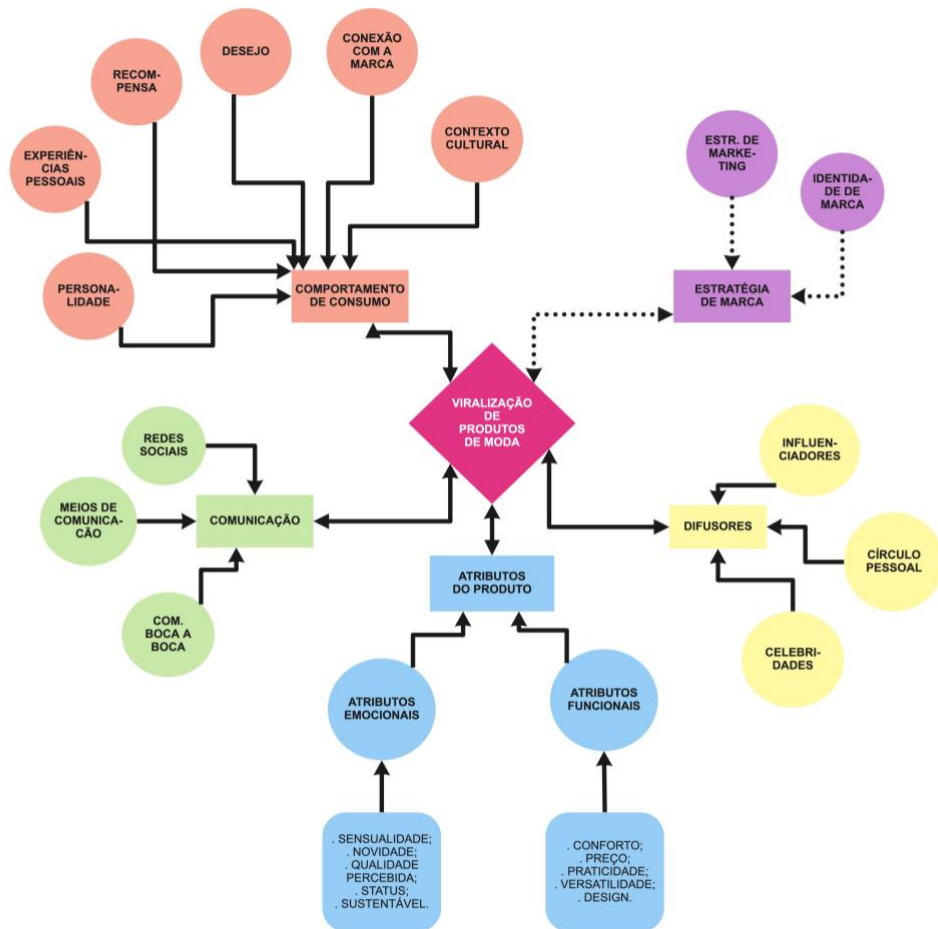 CONEXÃO
COM A
MARCA
DESEJO
RECOM-
PENSA
CONTEXTO
CULTURAL
EXPERIÊN-
CIAS
PESSOAIS
PERSONA-
LIDADE
COMPORTAMENTO
DE CONSUMO
ESTR. DE
MARKE-
TING
IDENTIDA-
DE DE
MARCA
ESTRATÉGIA
DE MARCA
VIRALIZAÇÃO
DE
PRODUTOS
DE MODA
REDES
SOCIAIS
MEIOS DE
COMUNICA-
CÃO
COMUNICAÇÃO
COM.
BOCA A
BOCA
INFLUEN-
CIADORES
DIFUSORES
CÍRCULO
PESSOAL
CELEBRI-
DADES
ATRIBUTOS
DO PRODUTO
ATRIBUTOS
EMOCIONAIS
ATRIBUTOS
FUNCIONAIS
. SENSUALIDADE;
. NOVIDADE;
. QUALIDADE
PERCEBIDA;
. STATUS;
. SUSTENTÁVEL.
. CONFORTO;
. PREÇO;
. PRATICIDADE;
. VERSATILIDADE;
. DESIGN.